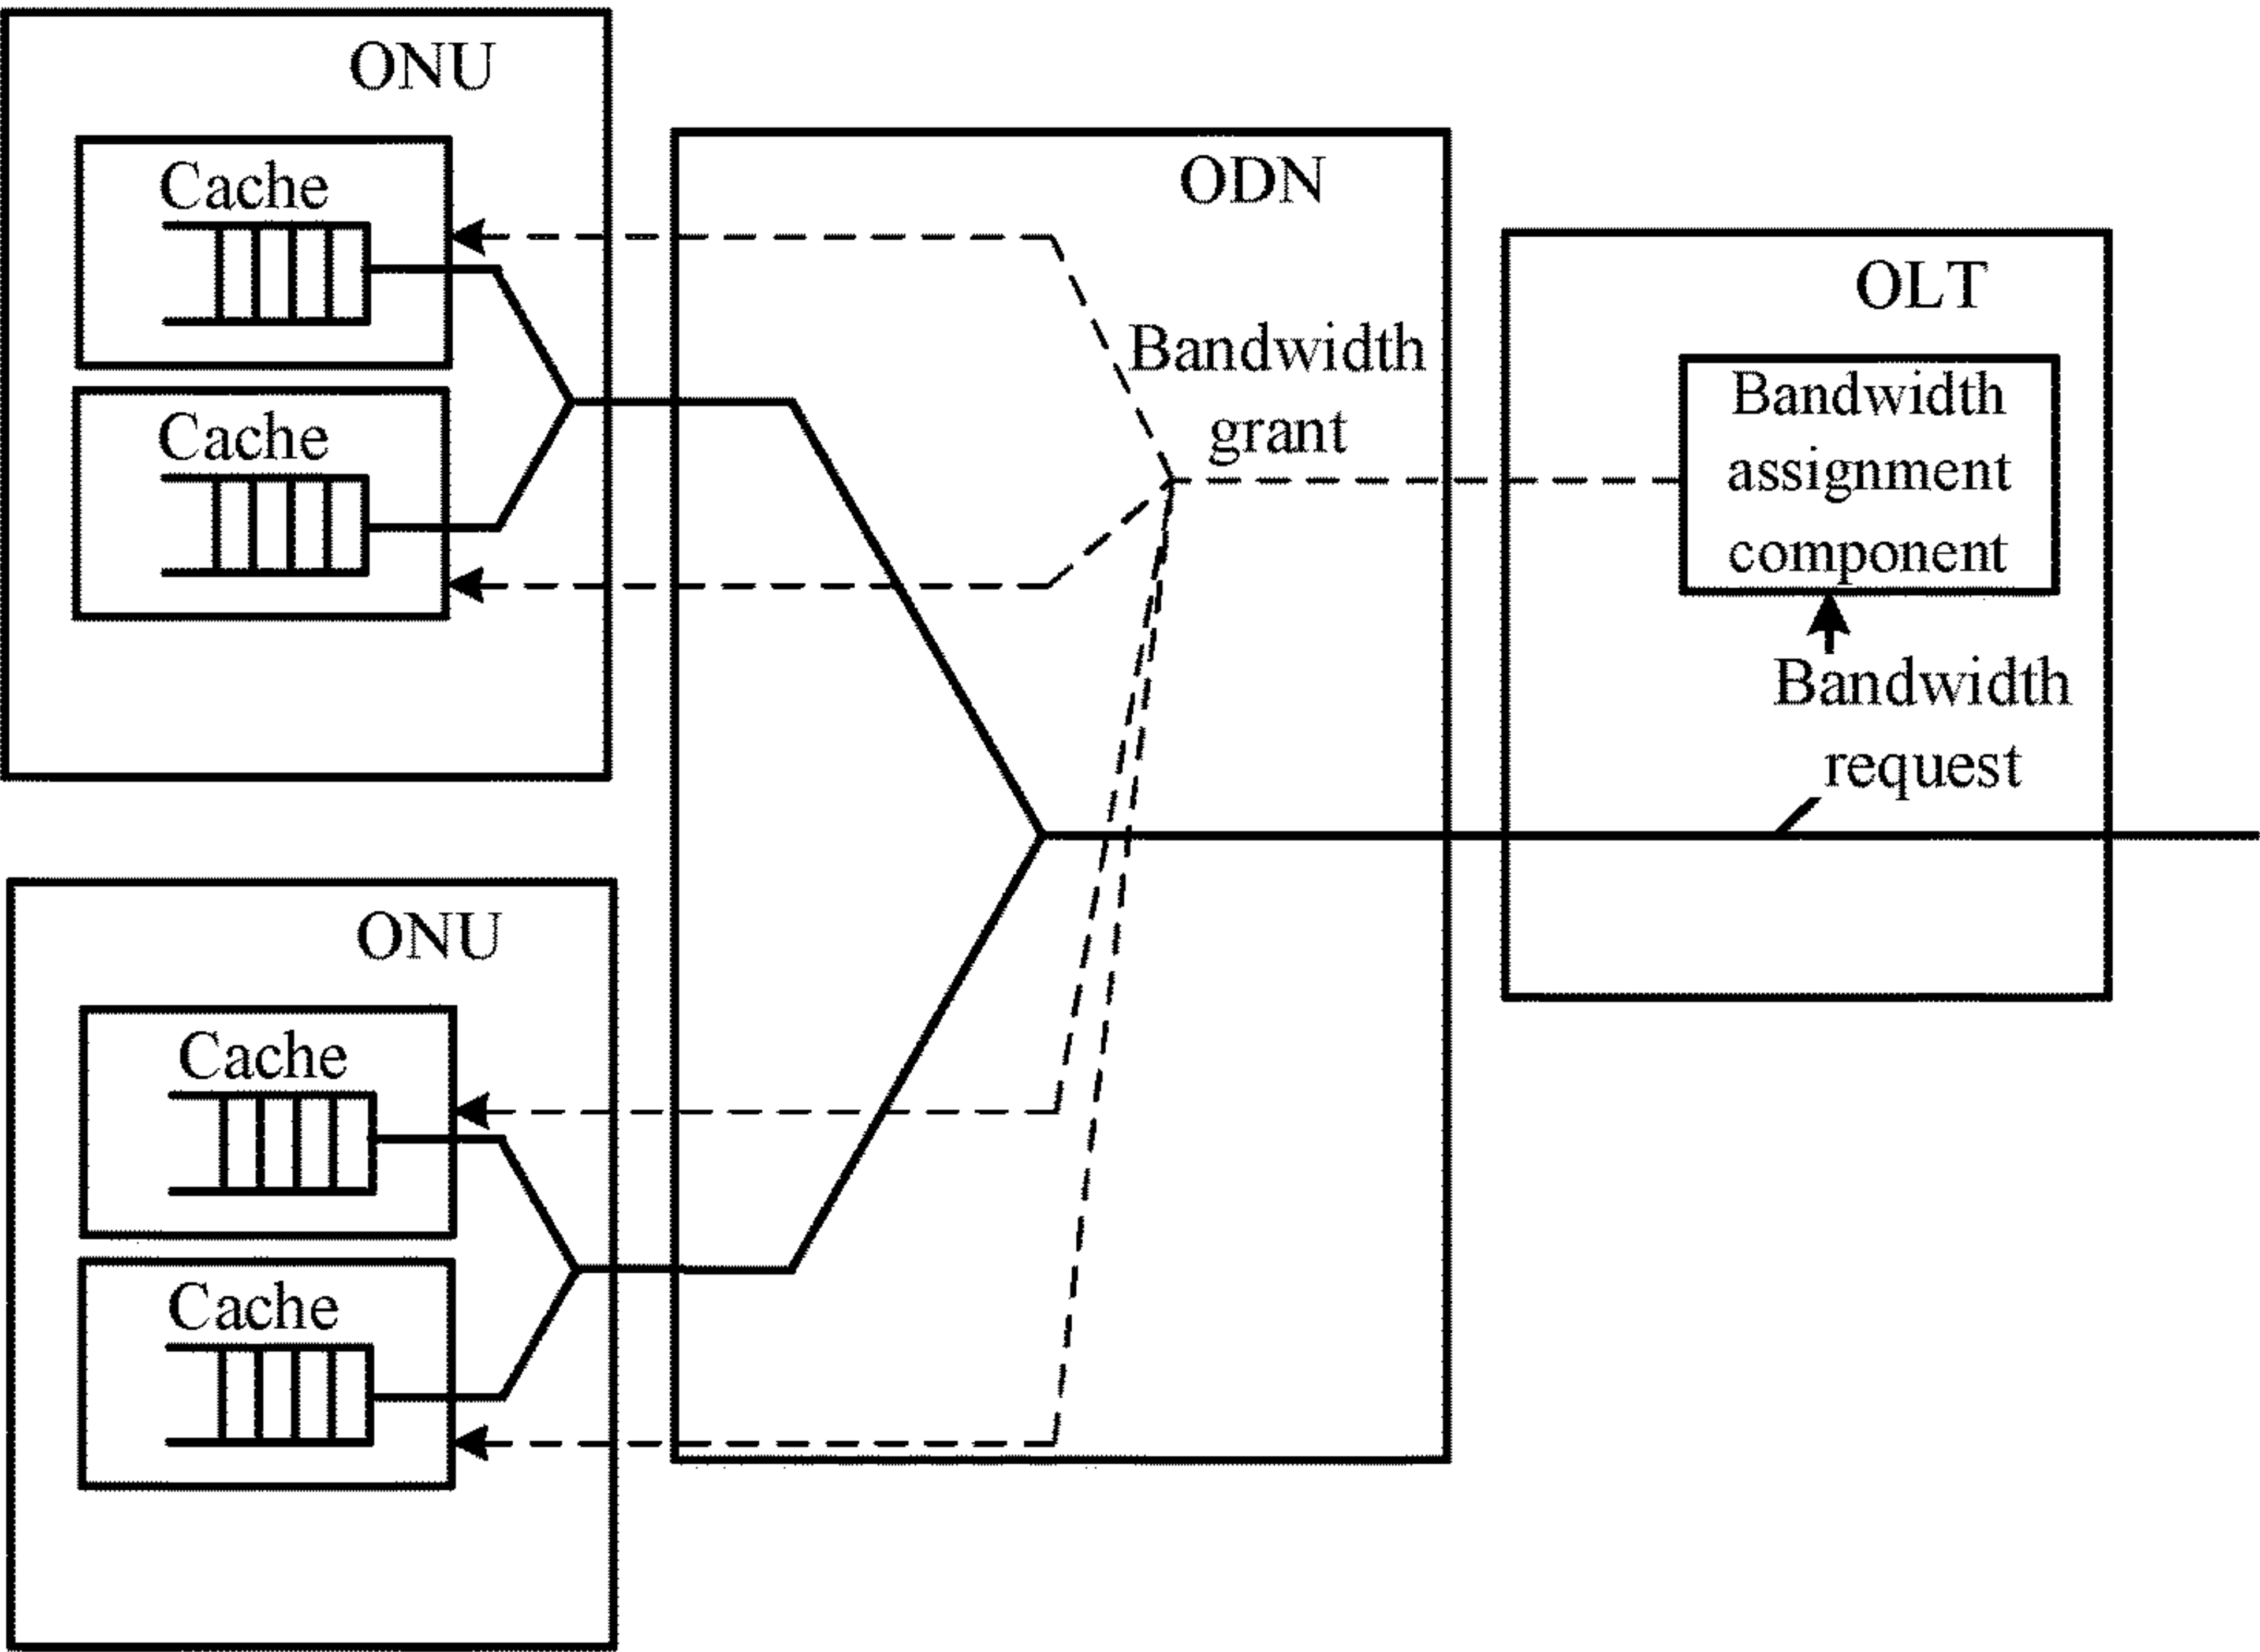 ONU
Cache
Cache
ODN
Bandwidth
grant
OLT
Bandwidth
assignment
component
Bandwidth
request
ONU
Cache
Cache